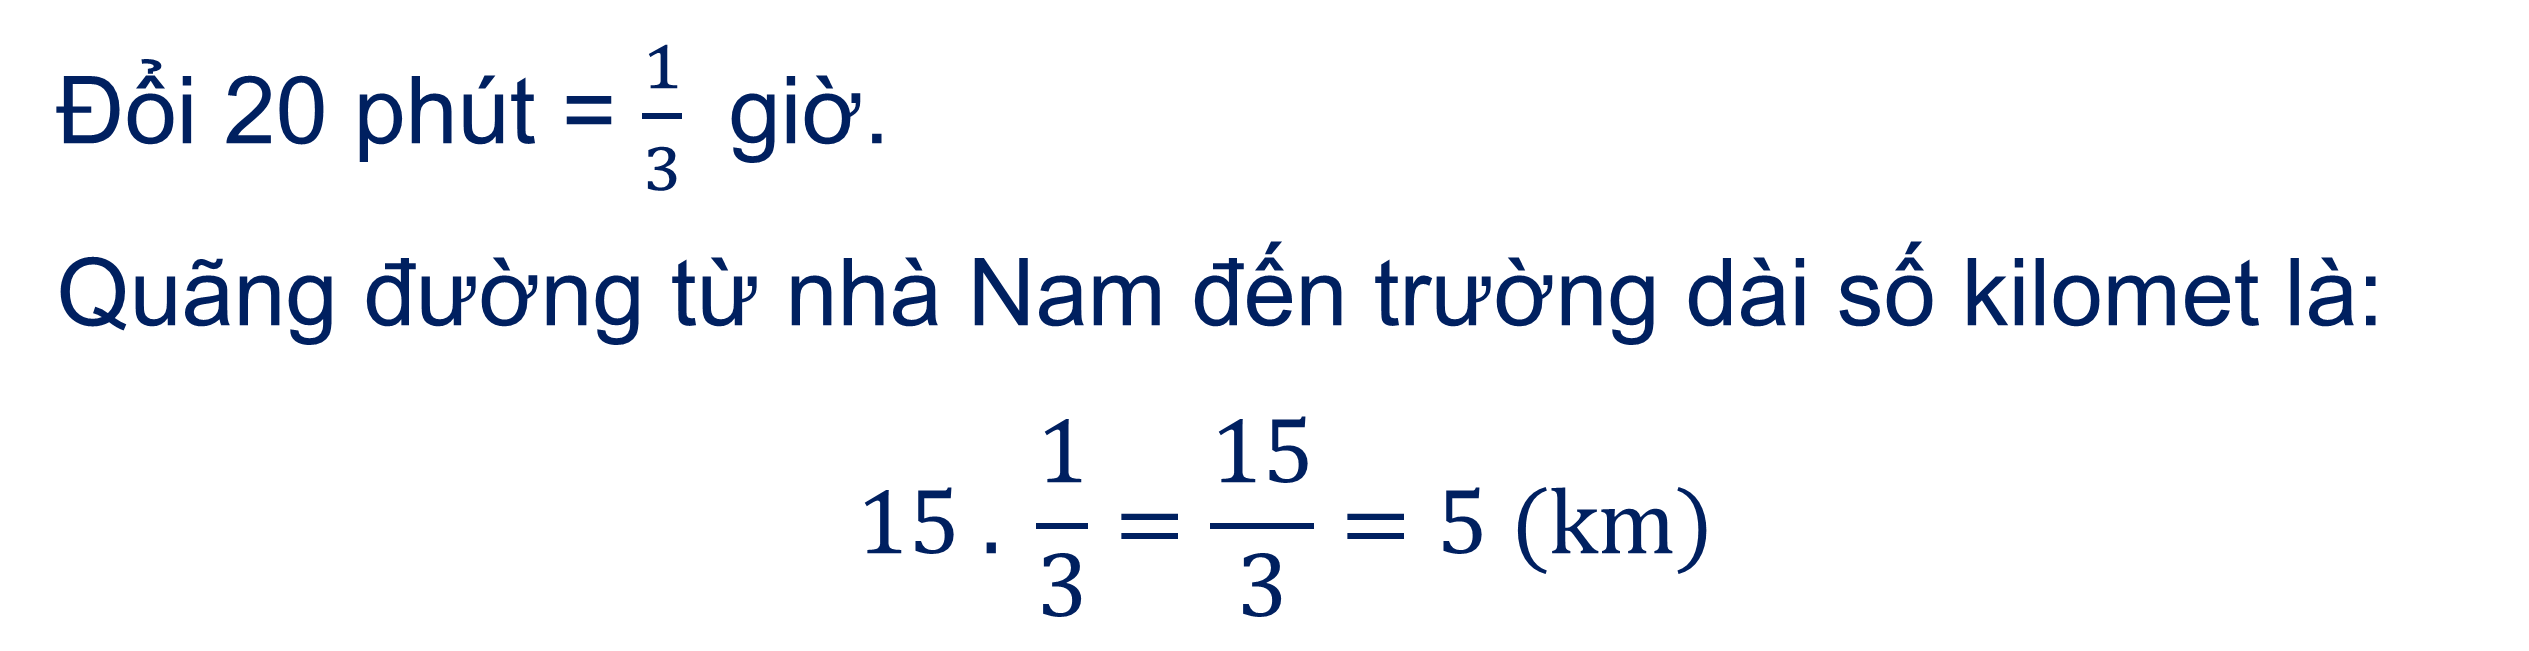 Đổi 20 phút = 1/3 giờ.
Quãng đường từ nhà Nam đến trường dài số kilomet là:
15 . 1/3 = 15/3 = 5 (km)